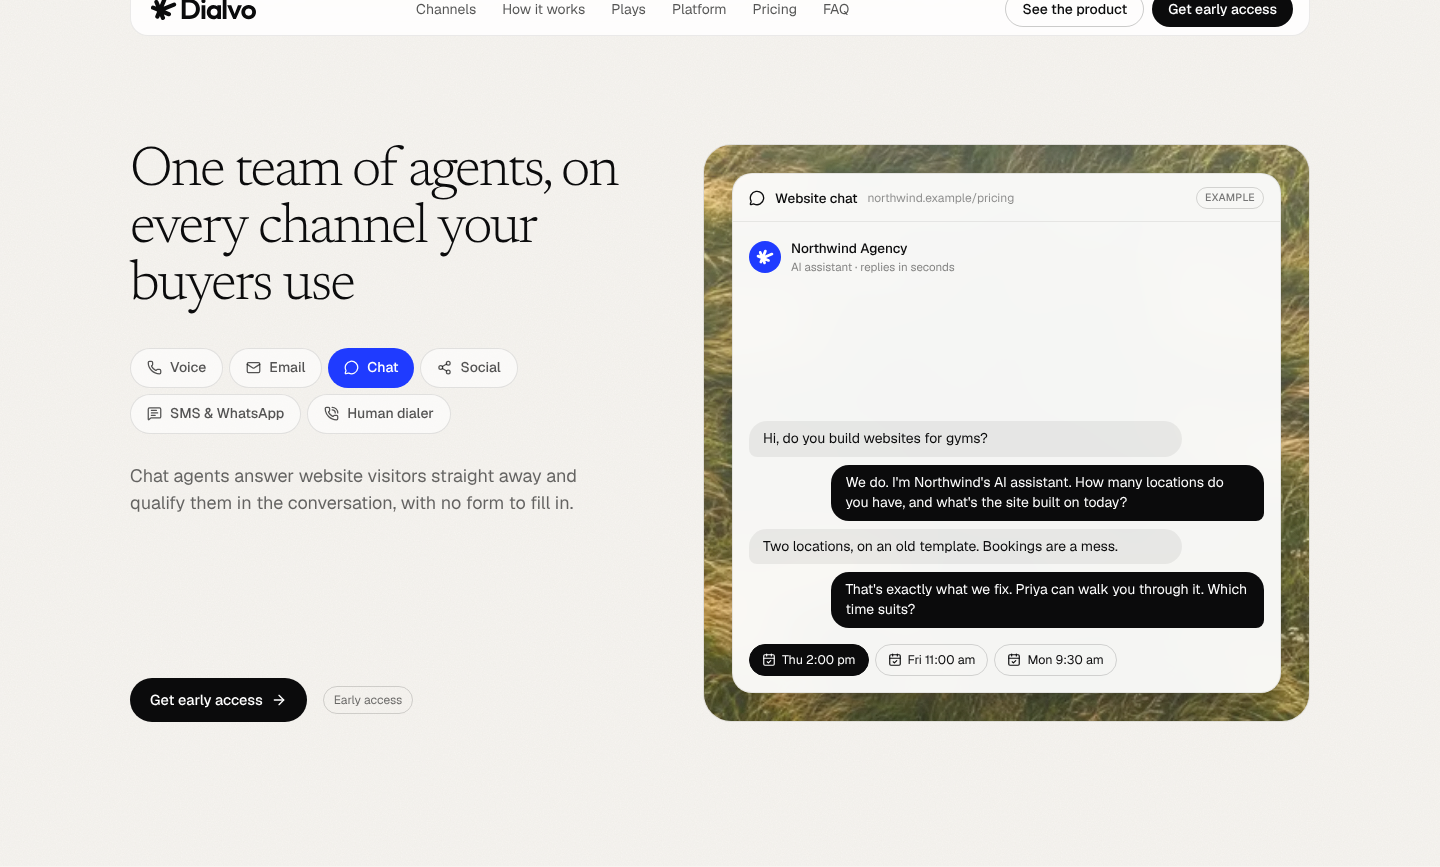 Dialvo
Channels
How it works
Plays
Platform
Pricing
FAQ
See the product
Get early access
One team of agents, on
every channel your
buyers use
Voice
Email
Chat
Social
SMS & WhatsApp
Human dialer
Chat agents answer website visitors straight away and
qualify them in the conversation, with no form to fill in.
Get early access
Early access
Website chat
northwind.example/pricing
EXAMPLE
Northwind Agency
AI assistant · replies in seconds
Hi, do you build websites for gyms?
We do. I'm Northwind's AI assistant. How many locations do
you have, and what's the site built on today?
Two locations, on an old template. Bookings are a mess.
That's exactly what we fix. Priya can walk you through it. Which
time suits?
Thu 2:00 pm
Fri 11:00 am
Mon 9:30 am